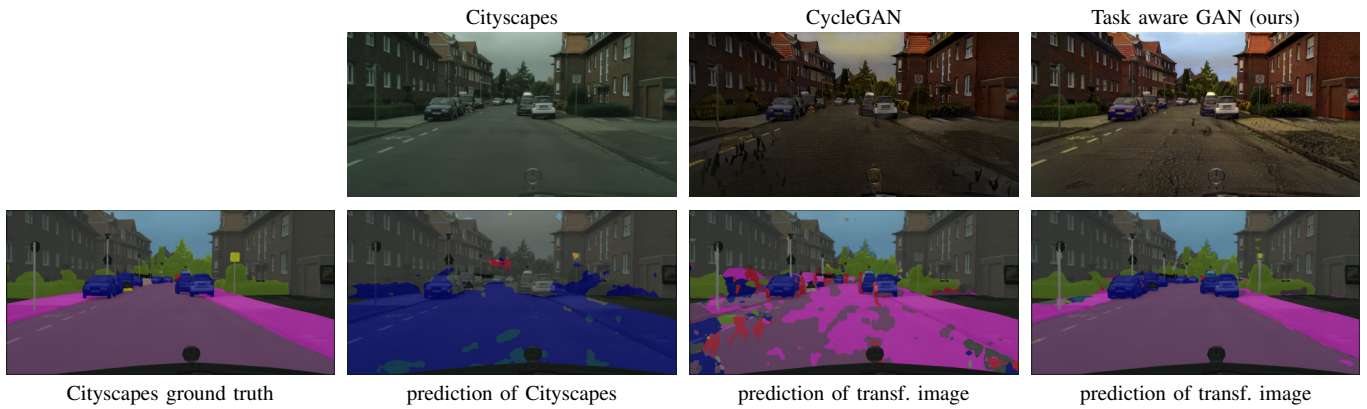 Cityscapes
CycleGAN
Task aware GAN (ours)
Cityscapes ground truth
prediction of Cityscapes
prediction of transf. image
prediction of transf. image